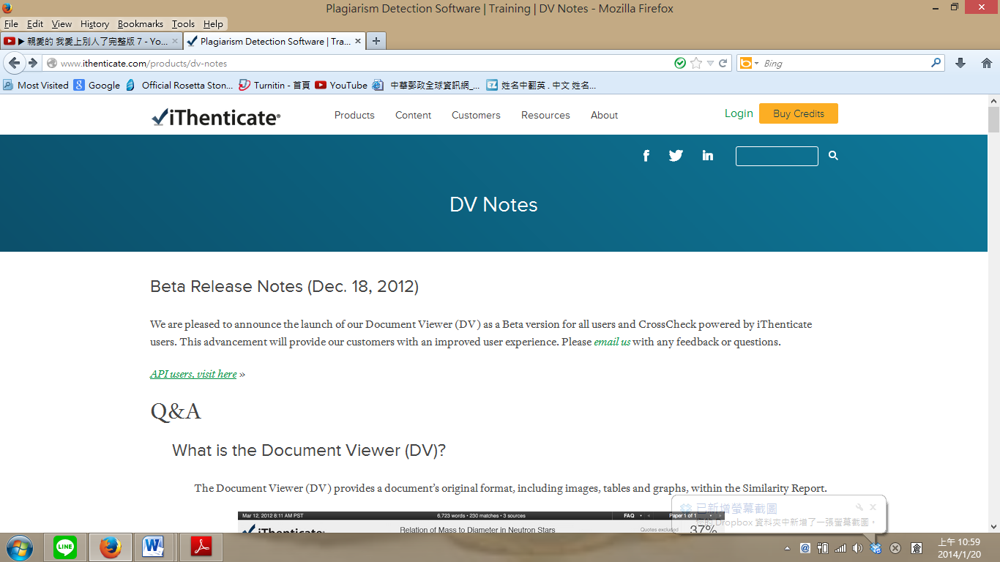 Plagiarism Detection Software | Training | DV Notes - Mozilla Firefox
File Edit View History Bookmarks Tools Help
▶ 親愛的 我愛上別人了完整版 7 - Yo... Plagiarism Detection Software | Tra...
www.ithenticate.com/products/dv-notes Bing
Most Visited Google Official Rosetta Ston... Turnitin - 首頁 YouTube 中華郵政全球資訊網_... 姓名中翻英 . 中文 姓名...
iThenticate® Products Content Customers Resources About Login Buy Credits
DV Notes
Beta Release Notes (Dec. 18, 2012)
We are pleased to announce the launch of our Document Viewer (DV) as a Beta version for all users and CrossCheck powered by iThenticate
users. This advancement will provide our customers with an improved user experience. Please email us with any feedback or questions.
API users, visit here »
Q&A
What is the Document Viewer (DV)?
The Document Viewer (DV) provides a document's original format, including images, tables and graphs, within the Similarity Report.
Mar 12, 2012 8:11 AM PST 6,723 words • 230 matches • 3 sources FAQ Paper 1 of 1
iThenticate® Relation of Mass to Diameter in Neutron Stars Quotes excluded 37%
已新增螢幕截圖
您的 Dropbox 資料夾中新增了一張螢幕截圖。
LINE
倉
上午 10:59
2014/1/20